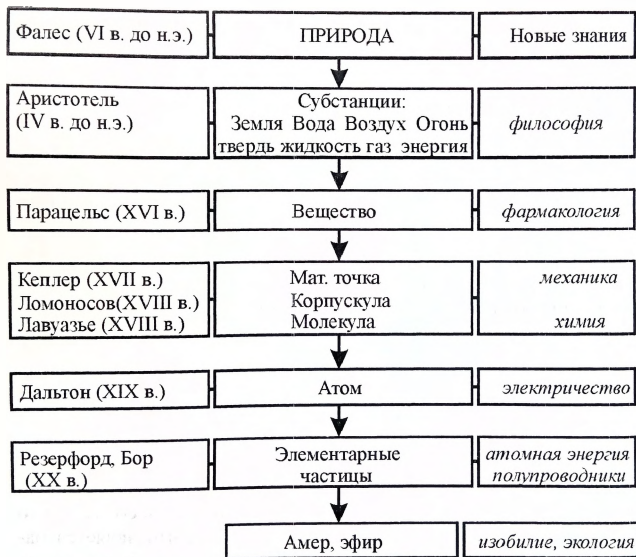 Фалес (VI в. до н.э.) ПРИРОДА Новые знания
Аристотель
(IV в. до н.э.)
Субстанции:
Земля Вода Воздух Огонь
твердь жидкость газ энергия
философия
Парацельс (XVI в.) Вещество фармакология
Кеплер (XVII в.) Мат. точка механика
Ломоносов(XVIII в.) Корпускула
Лавуазье (XVIII в.) Молекула химия
Дальтон (XIX в.) Атом электричество
Резерфорд, Бор
(XX в.)
Элементарные
частицы
атомная энергия
полупроводники
Амер, эфир изобилие, экология